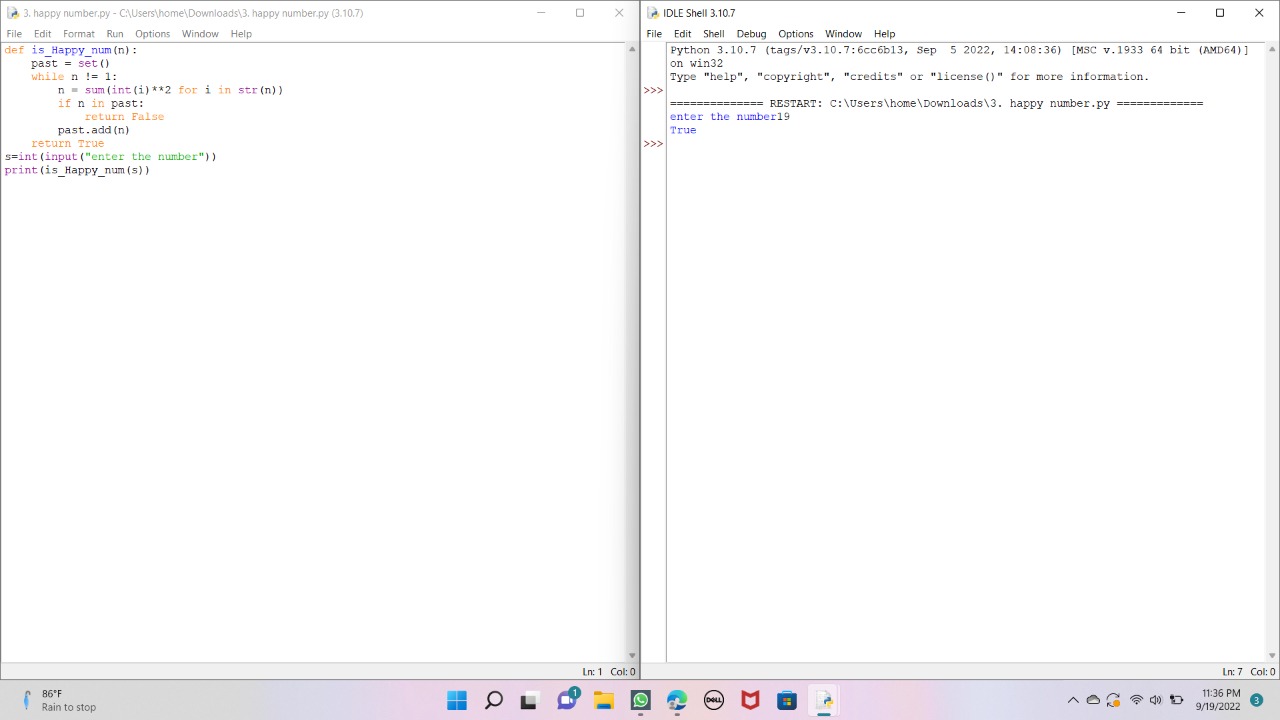 3. happy number.py - C:\Users\home\Downloads\3. happy number.py (3.10.7)
File Edit Format Run Options Window Help
def is_Happy_num(n):
    past = set()
    while n != 1:
        n = sum(int(i)**2 for i in str(n))
        if n in past:
            return False
        past.add(n)
    return True
s=int(input("enter the number"))
print(is_Happy_num(s))
Ln: 1 Col: 0
IDLE Shell 3.10.7
File Edit Shell Debug Options Window Help
Python 3.10.7 (tags/v3.10.7:6cc6b13, Sep  5 2022, 14:08:36) [MSC v.1933 64 bit (AMD64)]
on win32
Type "help", "copyright", "credits" or "license()" for more information.
>>>
============== RESTART: C:\Users\home\Downloads\3. happy number.py =============
enter the number19
True
>>>
Ln: 7 Col: 0
86°F
Rain to stop
1
DELL
11:36 PM
9/19/2022
3